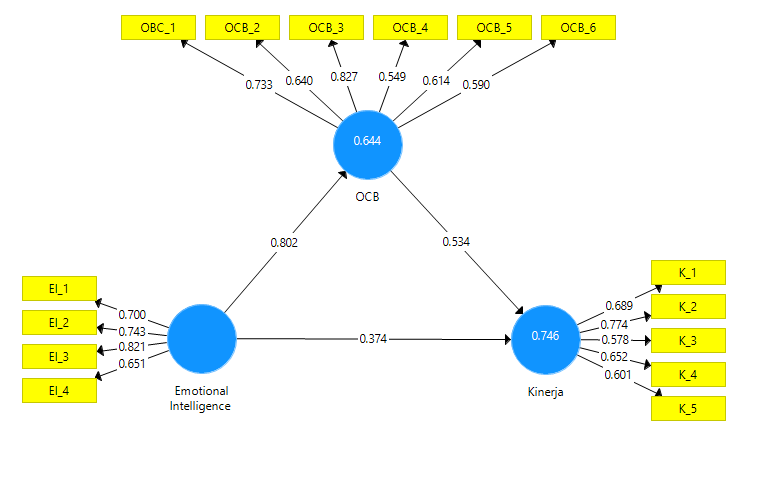 OBC_1
OCB_2
OCB_3
OCB_4
OCB_5
OCB_6
0.733
0.640
0.827
0.549
0.614
0.590
0.644
OCB
0.802
0.534
EI_1
EI_2
EI_3
EI_4
0.700
0.743
0.821
0.651
Emotional
Intelligence
0.374
0.746
Kinerja
0.689
0.774
0.578
0.652
0.601
K_1
K_2
K_3
K_4
K_5